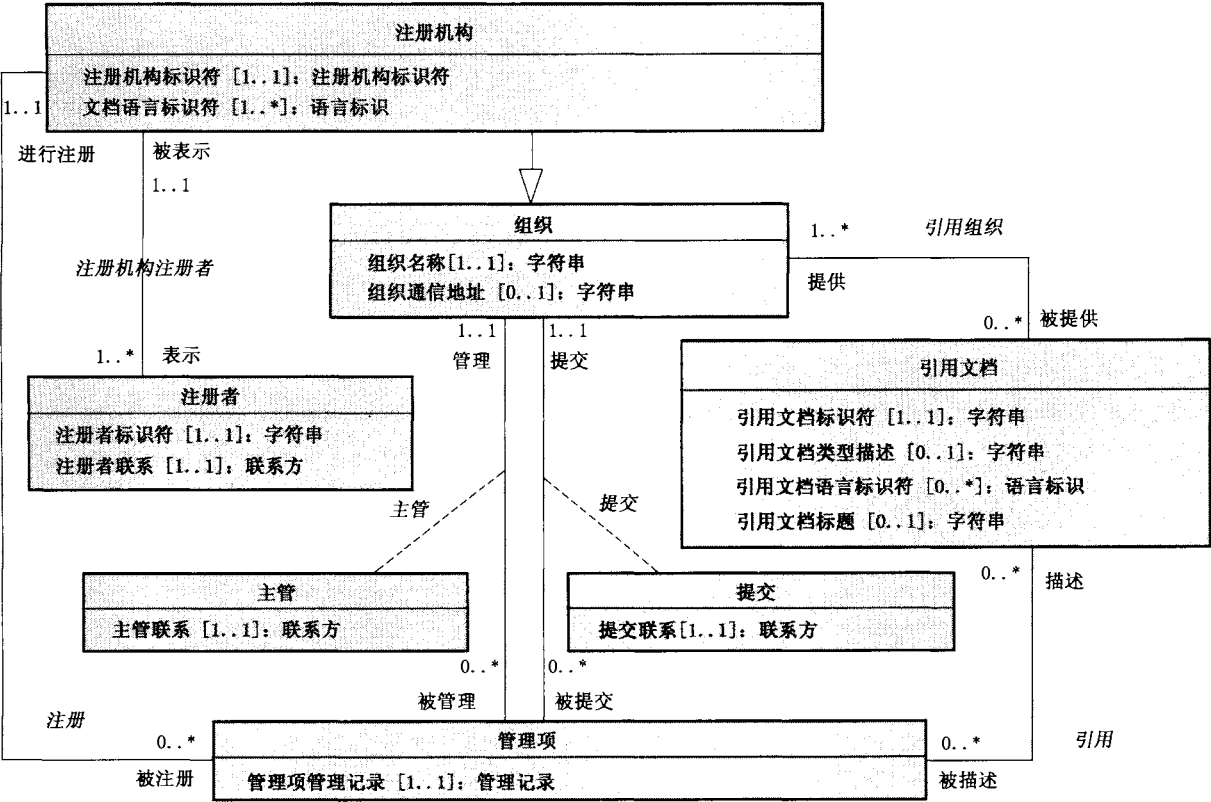 注册机构
注册机构标识符 [1..1]：注册机构标识符
文档语言标识符 [1..*]：语言标识
1..1
进行注册
被表示
1..1
注册机构注册者
1..*
表示
组织
组织名称[1..1]：字符串
组织通信地址 [0..1]：字符串
1..*
引用组织
提供
0..*
被提供
1..1
1..1
管理
提交
注册者
注册者标识符 [1..1]：字符串
注册者联系 [1..1]：联系方
引用文档
引用文档标识符 [1..1]：字符串
引用文档类型描述 [0..1]：字符串
引用文档语言标识符 [0..*]：语言标识
引用文档标题 [0..1]：字符串
主管
提交
主管
主管联系 [1..1]：联系方
提交
提交联系[1..1]：联系方
0..*
描述
0..*
0..*
被管理
被提交
注册
0..*
被注册
管理项
管理项管理记录 [1..1]：管理记录
0..*
引用
被描述